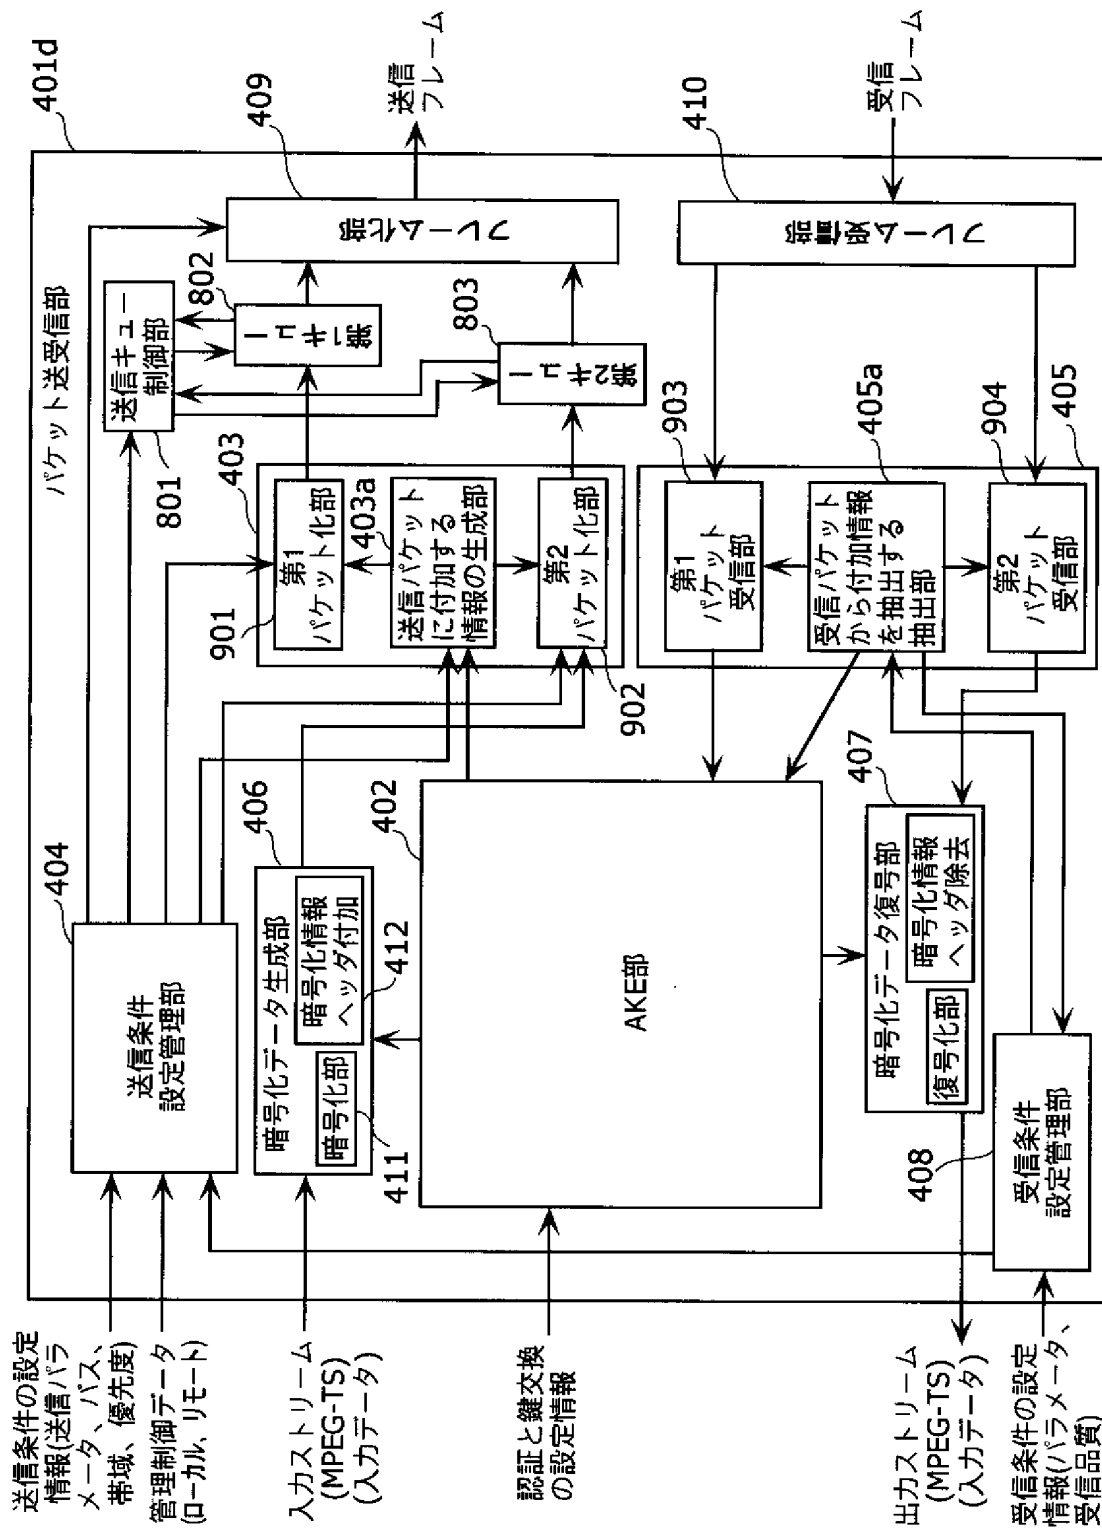 401d
パケット送受信部
送信条件の設定
情報(送信パラ
メータ、パス、
帯域、優先度)
管理制御データ
(ローカル、リモート)
404
送信条件
設定管理部
801
送信キュー
制御部
802
第1キュー
803
第2キュー
409
フレーム化部
送信
フレーム
403
901
第1
パケット化部
403a
送信パケット
に付加する
情報の生成部
902
第2
パケット化部
入力ストリーム
(MPEG-TS)
(入力データ)
406
暗号化データ生成部
暗号化部
411
暗号化情報
ヘッダ付加
412
認証と鍵交換
の設定情報
402
AKE部
410
フレーム受信部
受信
フレーム
405
903
第1
パケット
受信部
405a
受信パケット
から付加情報
を抽出する
抽出部
904
第2
パケット
受信部
407
暗号化データ復号部
復号化部
暗号化情報
ヘッダ除去
出力ストリーム
(MPEG-TS)
(入力データ)
408
受信条件
設定管理部
受信条件の設定
情報(パラメータ、
受信品質)